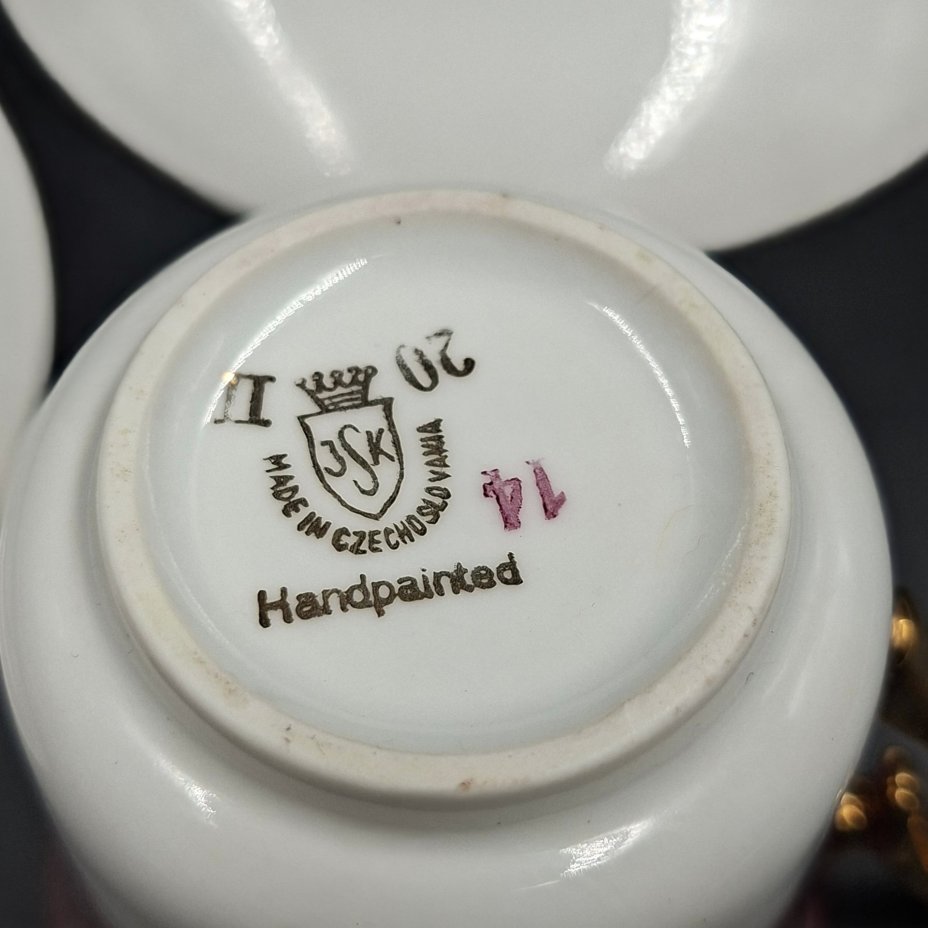 II
20
JSK
MADE IN CZECHOSLOVAKIA
14
Handpainted